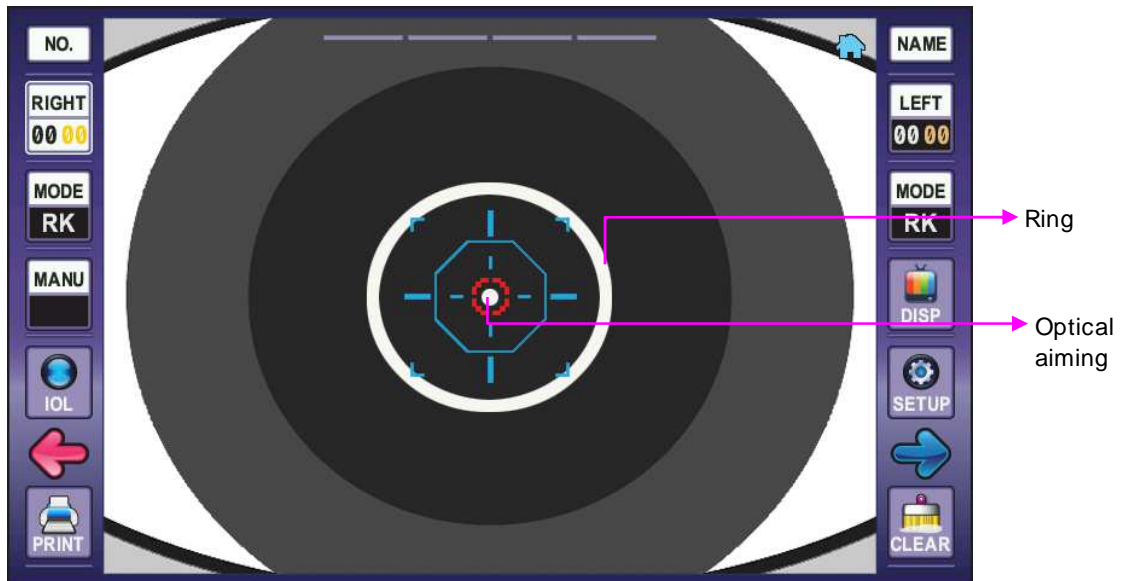 NO.
RIGHT
00 00
MODE
RK
MANU
IOL
PRINT
NAME
LEFT
00 00
MODE
RK
DISP
SETUP
CLEAR
Ring
Optical
aiming